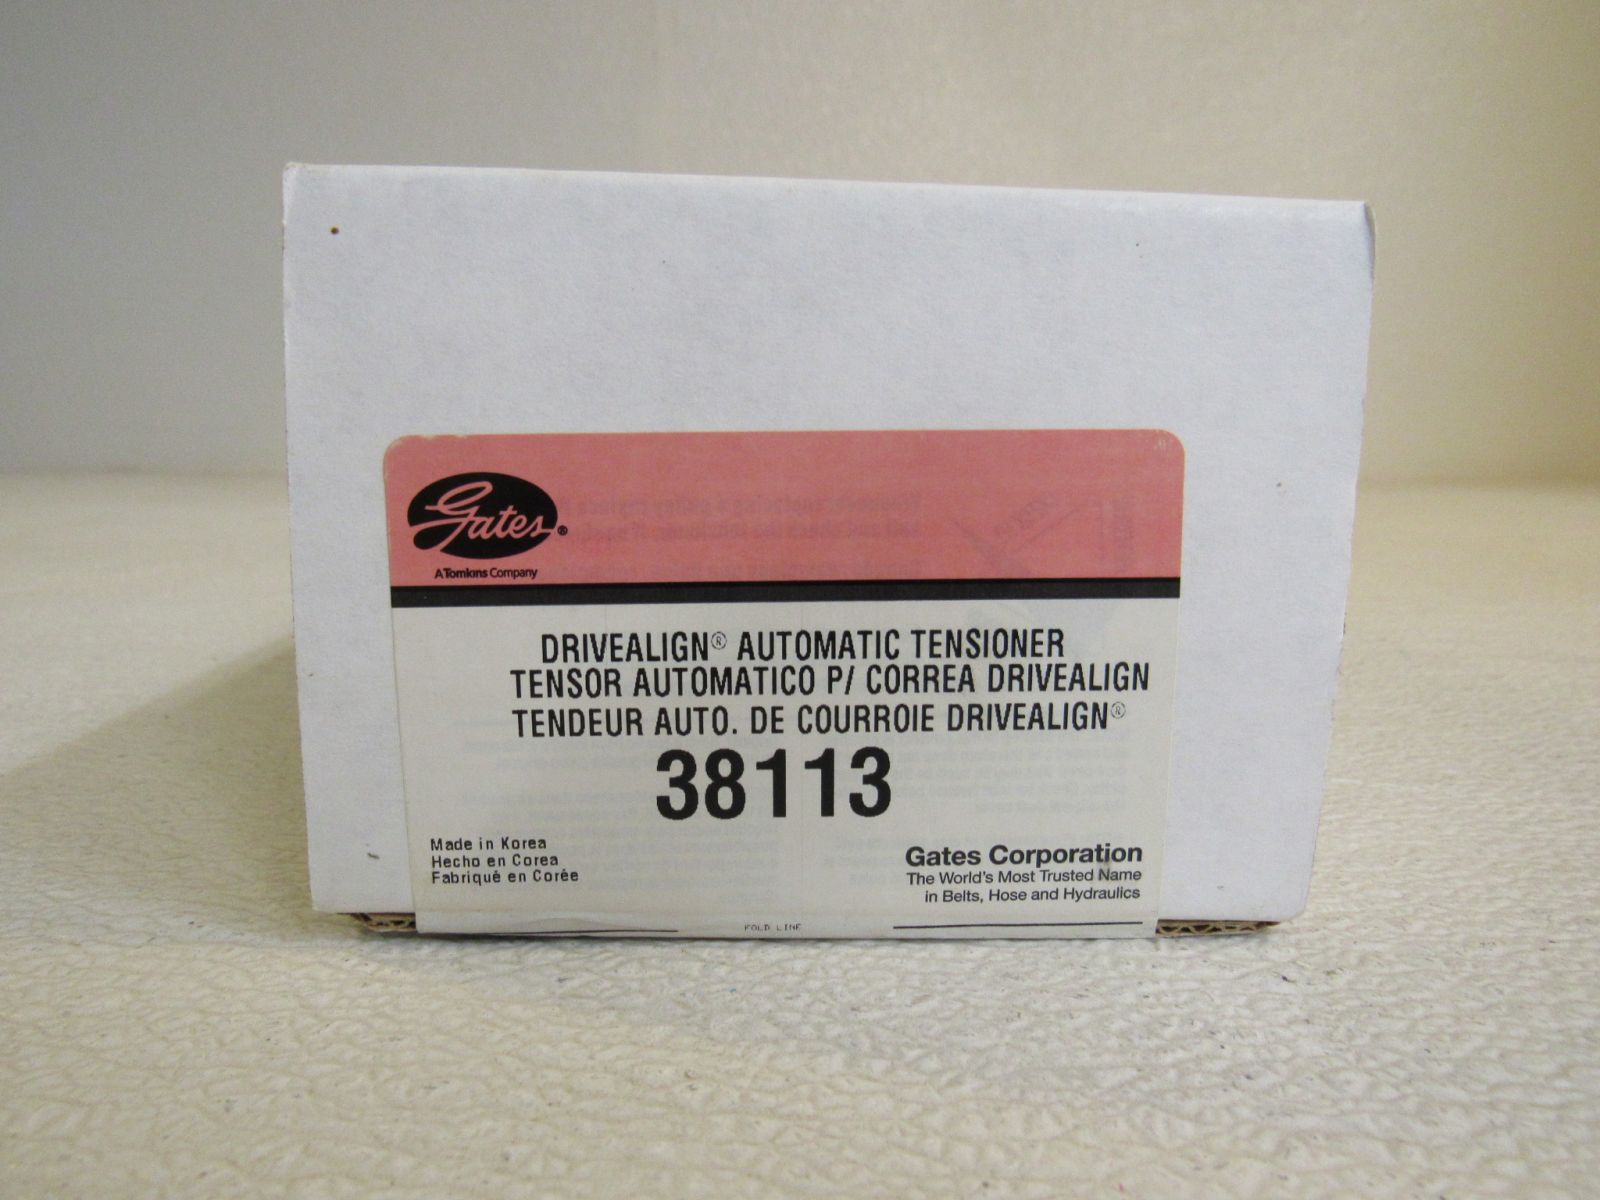 Gates®
A Tomkins Company
DRIVEALIGN® AUTOMATIC TENSIONER
TENSOR AUTOMATICO P/ CORREA DRIVEALIGN
TENDEUR AUTO. DE COURROIE DRIVEALIGN®
38113
Made in Korea
Hecho en Corea
Fabriqué en Corée
Gates Corporation
The World's Most Trusted Name
in Belts, Hose and Hydraulics
FOLD LINE